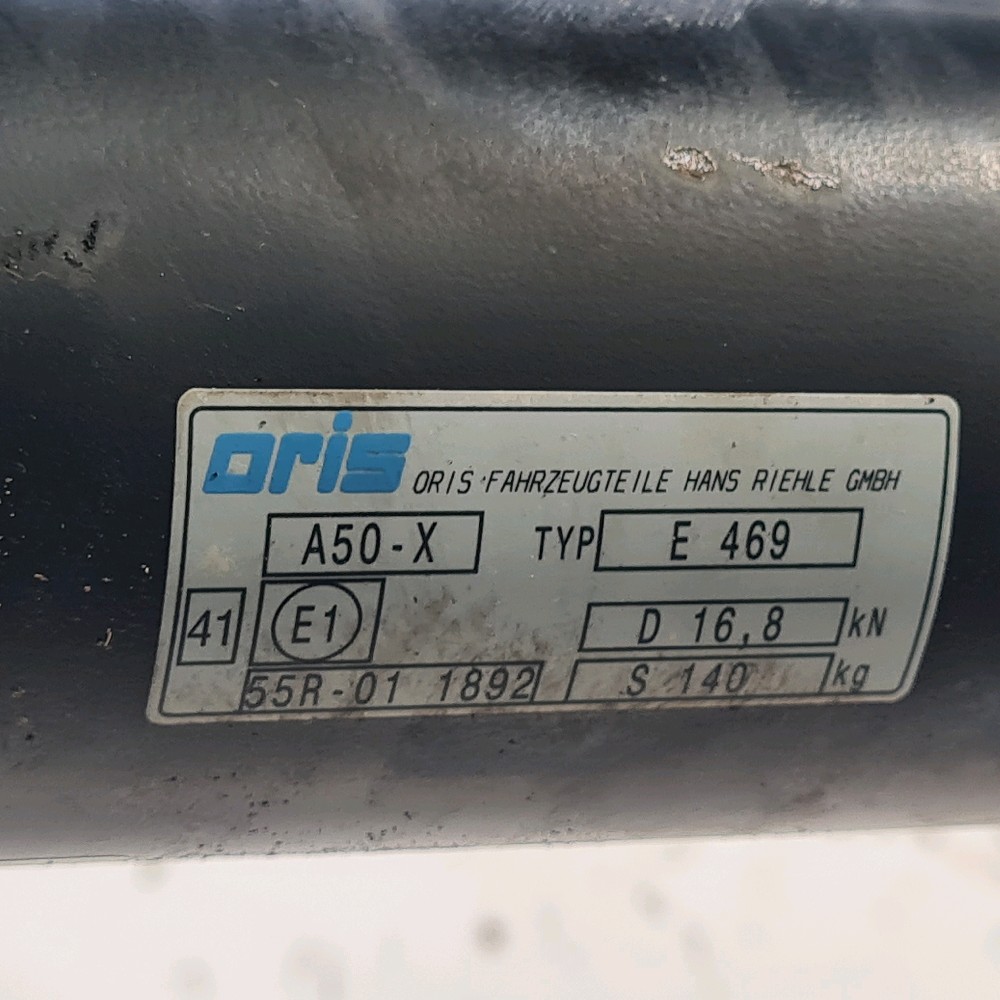 oris ORIS FAHRZEUGTEILE HANS RIEHLE GMBH
A50-X TYP E 469
41 E1 D 16,8 kN
55R-01 1892 S 140 kg